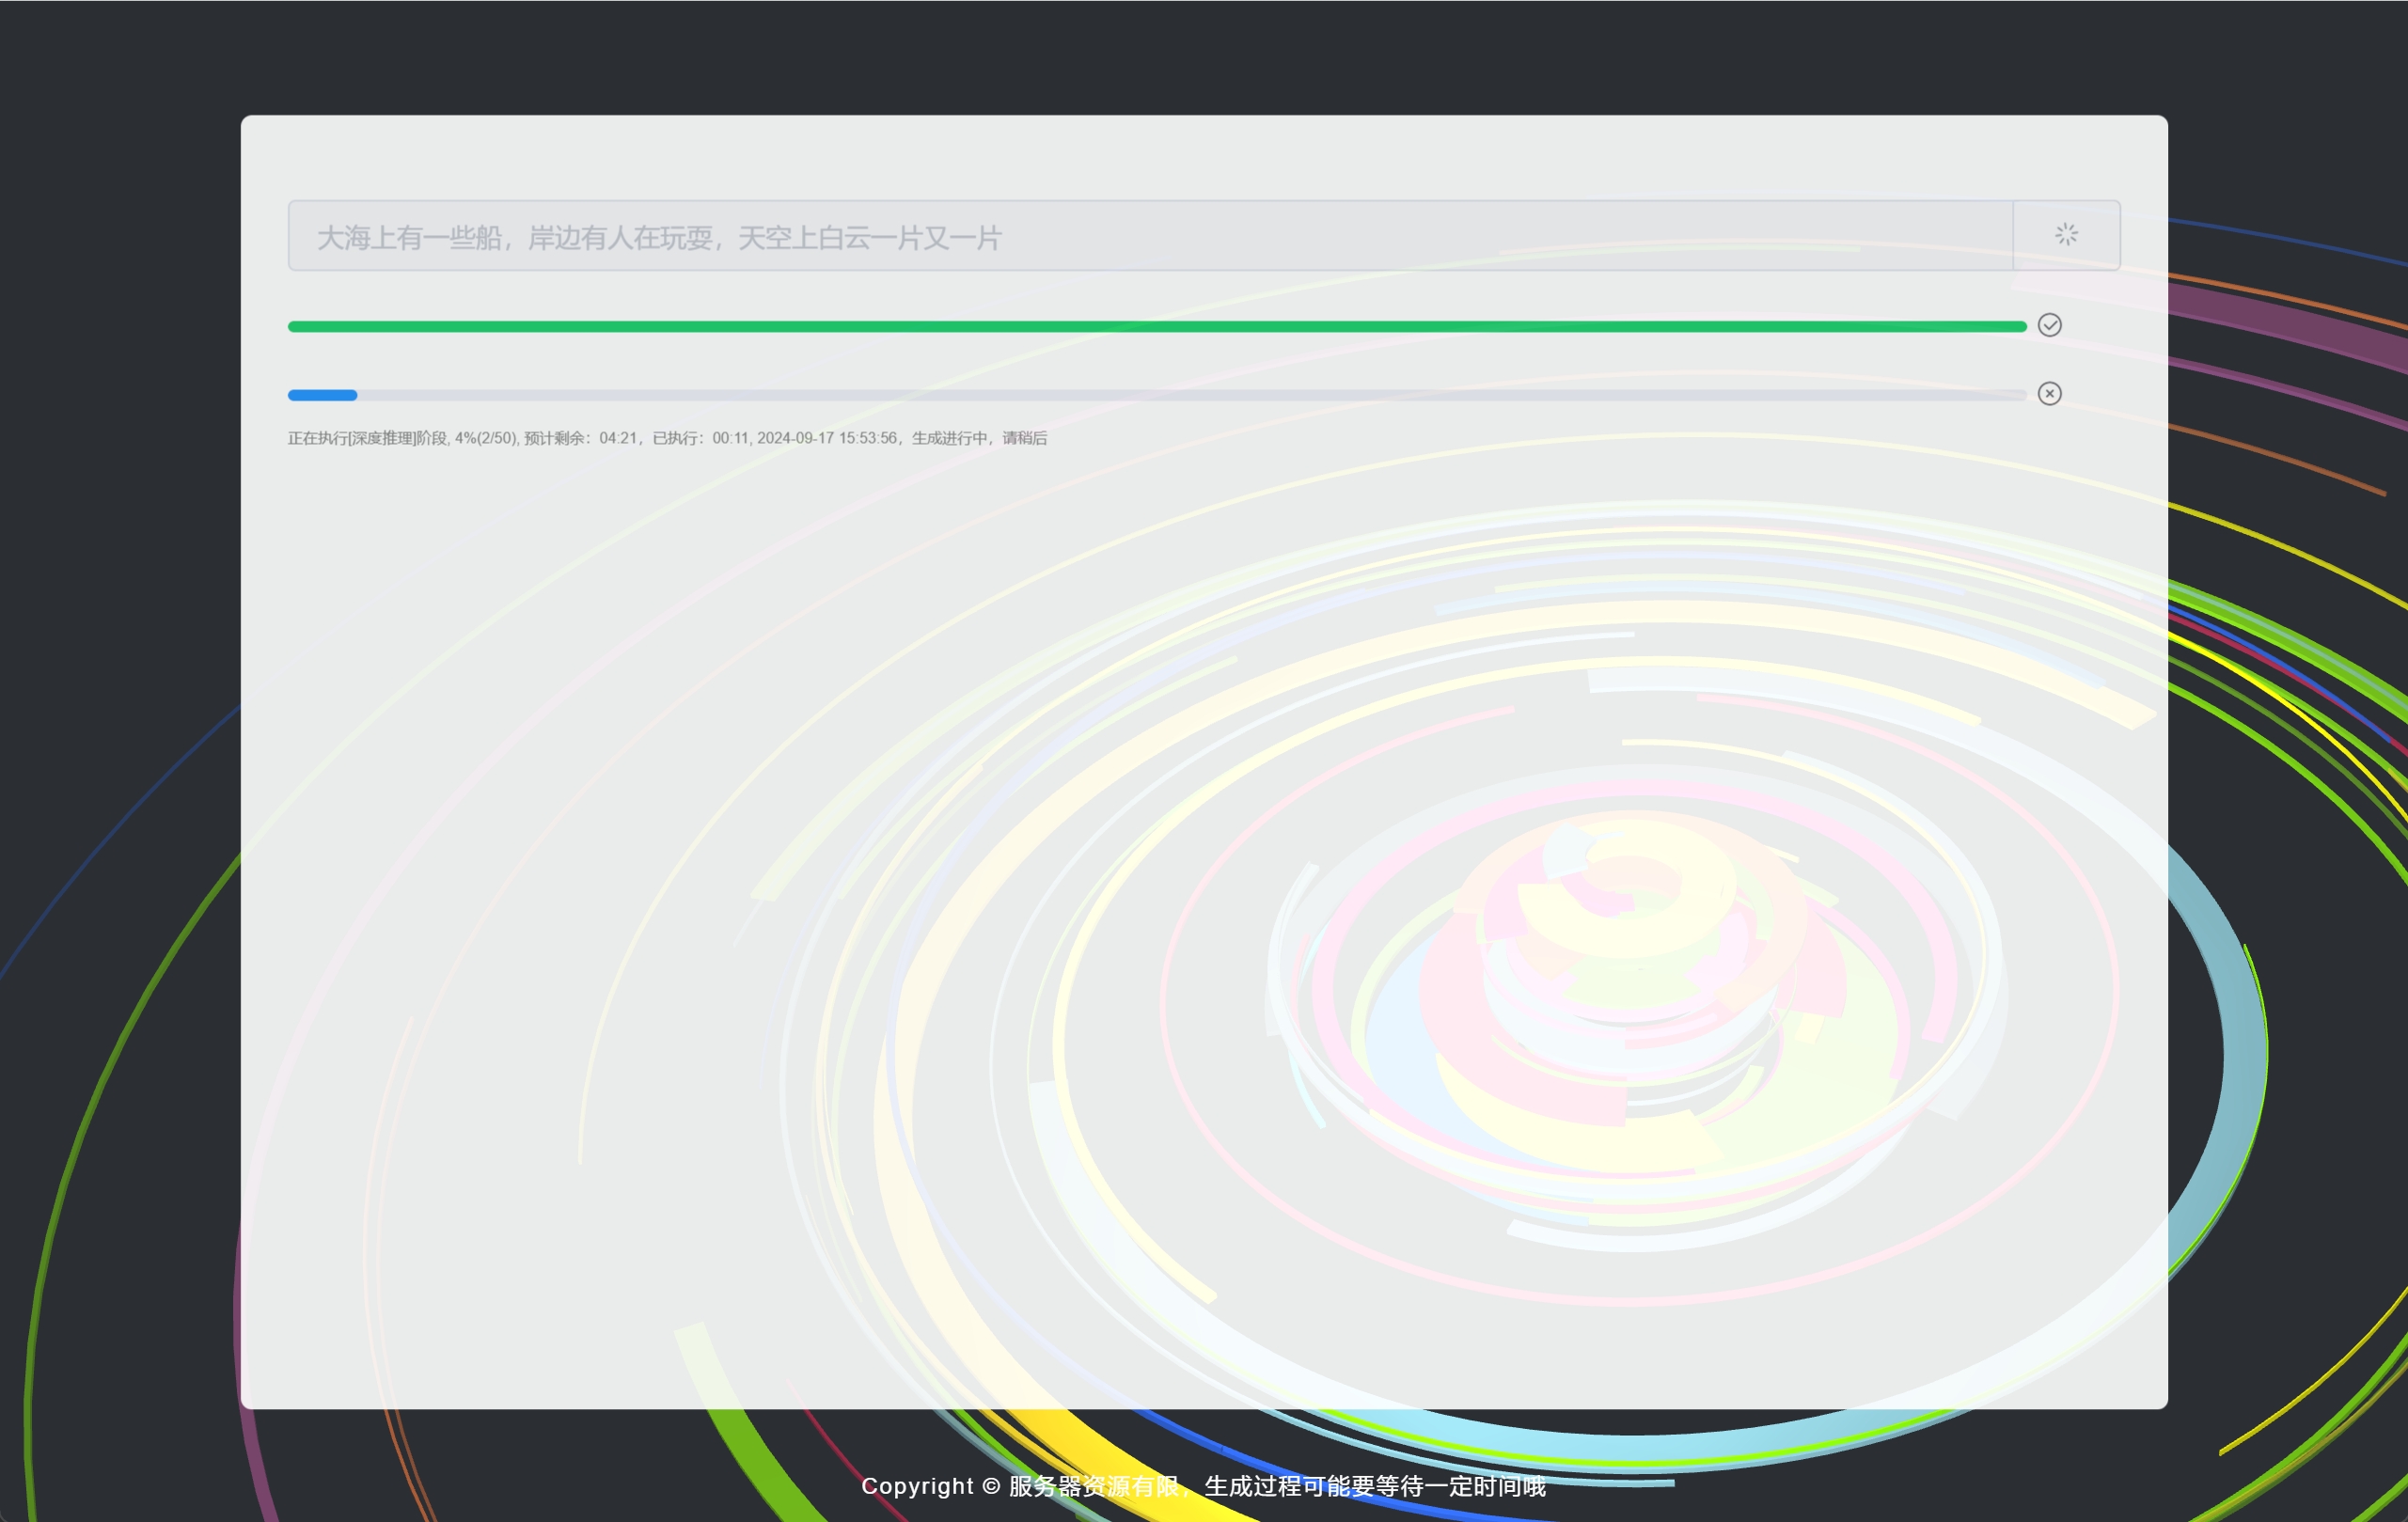 大海上有一些船，岸边有人在玩耍，天空上白云一片又一片
正在执行[深度推理]阶段, 4%(2/50), 预计剩余：04:21，已执行：00:11, 2024-09-17 15:53:56，生成进行中，请稍后
Copyright © 服务器资源有限，生成过程可能要等待一定时间哦